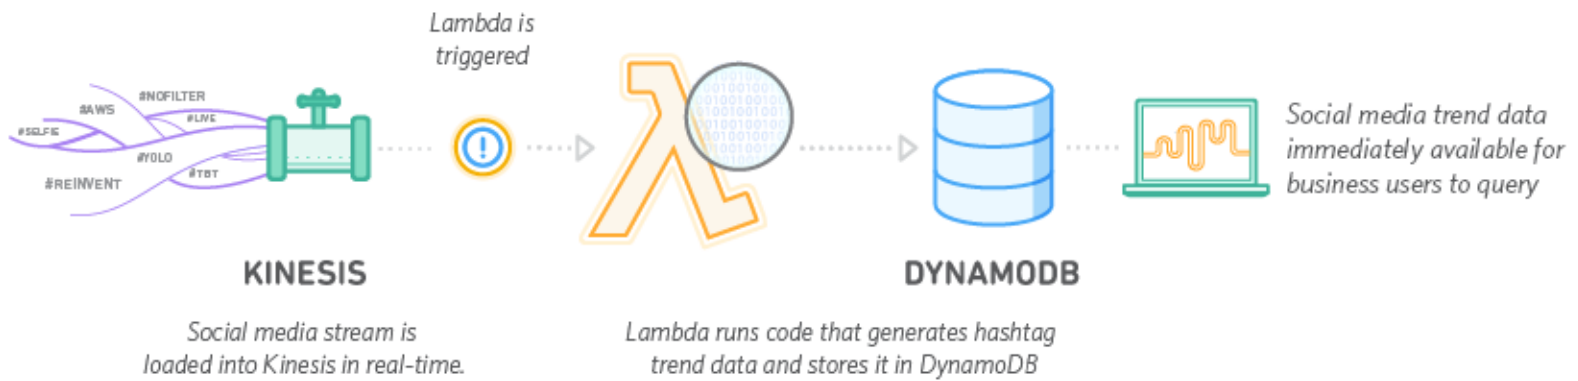 Lambda is
triggered
#NOFILTER
#AWS
#LIVE
#SELFIE
#YOLO
#TBT
#REINVENT
Social media trend data
immediately available for
business users to query
KINESIS
DYNAMODB
Social media stream is
loaded into Kinesis in real-time.
Lambda runs code that generates hashtag
trend data and stores it in DynamoDB